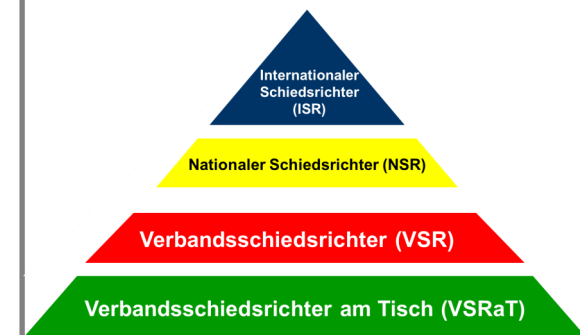 Internationaler
Schiedsrichter
(ISR)
Nationaler Schiedsrichter (NSR)
Verbandsschiedsrichter (VSR)
Verbandsschiedsrichter am Tisch (VSRaT)